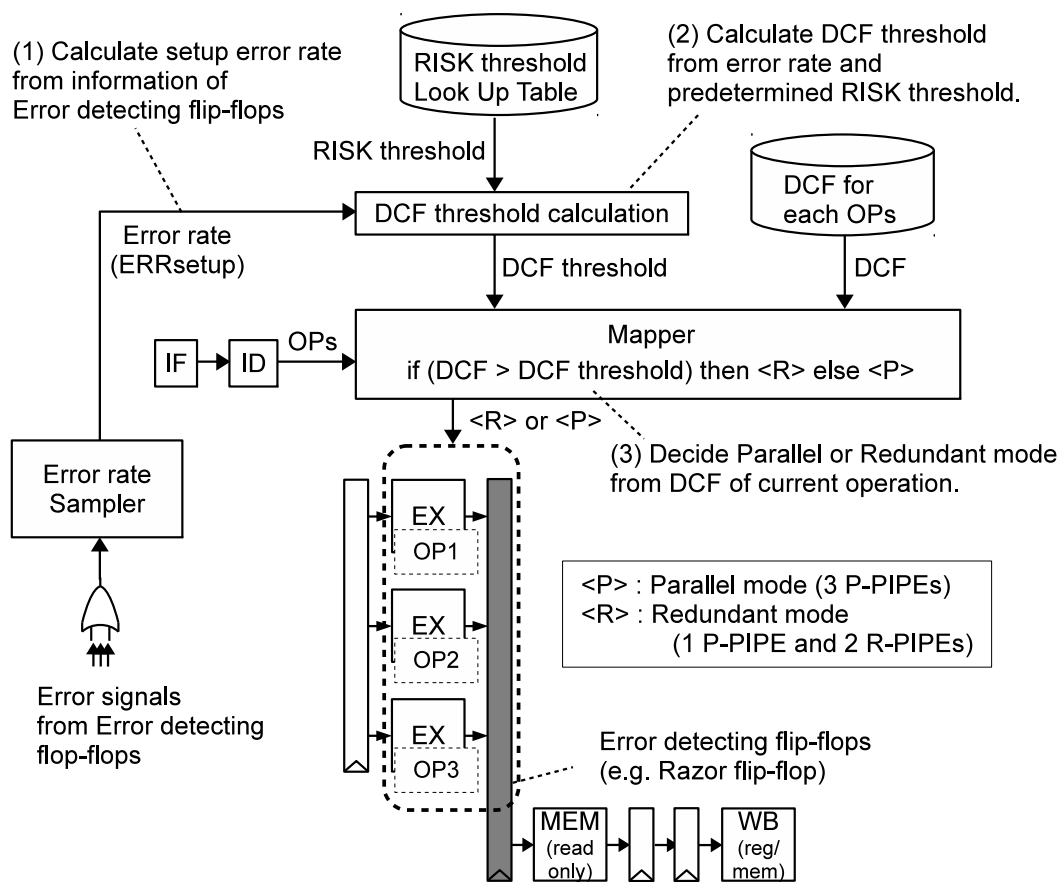 (1) Calculate setup error rate
from information of
Error detecting flip-flops
RISK threshold
Look Up Table
(2) Calculate DCF threshold
from error rate and
predetermined RISK threshold.
RISK threshold
DCF for
each OPs
DCF threshold calculation
Error rate
(ERRsetup)
DCF threshold
DCF
Mapper
if (DCF > DCF threshold) then <R> else <P>
IF
ID
OPs
<R> or <P>
(3) Decide Parallel or Redundant mode
from DCF of current operation.
Error rate
Sampler
EX
OP1
EX
OP2
EX
OP3
<P> : Parallel mode (3 P-PIPEs)
<R> : Redundant mode
(1 P-PIPE and 2 R-PIPEs)
Error signals
from Error detecting
flop-flops
Error detecting flip-flops
(e.g. Razor flip-flop)
MEM
(read
only)
WB
(reg/
mem)